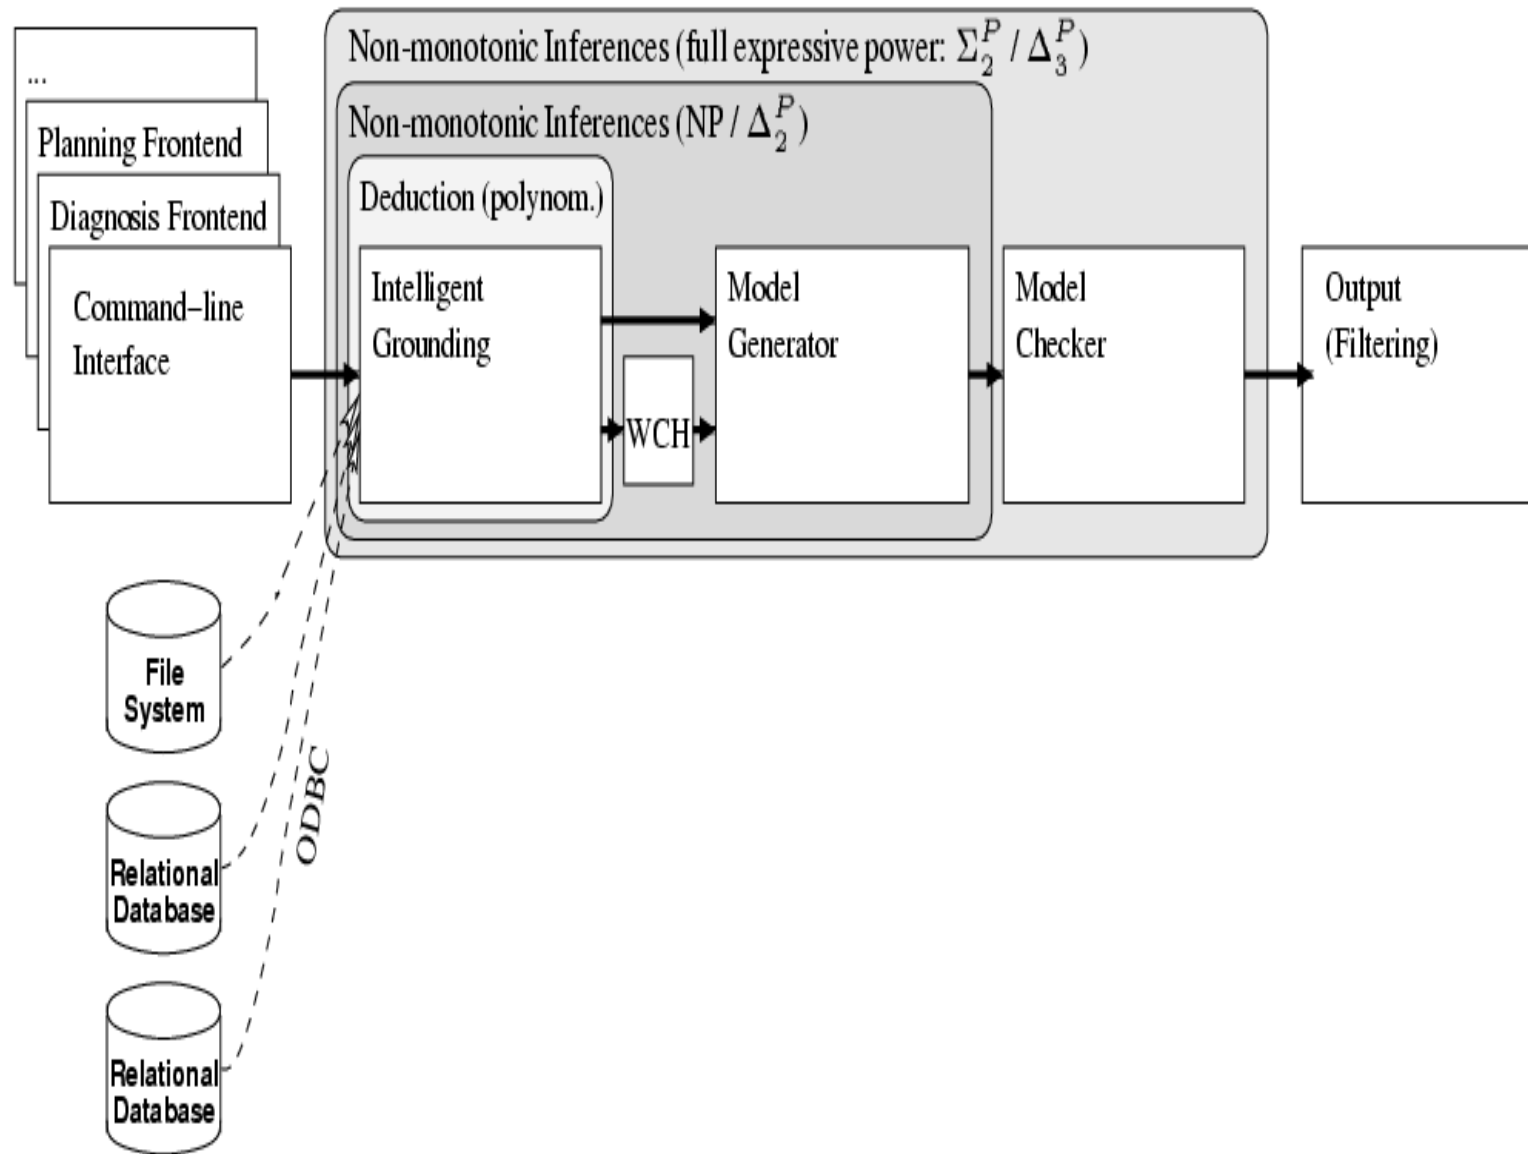 Non-monotonic Inferences (full expressive power: Σ₂ᴾ / Δ₃ᴾ)
...
Non-monotonic Inferences (NP / Δ₂ᴾ)
Planning Frontend
Deduction (polynom.)
Diagnosis Frontend
Command–line
Interface
Intelligent
Grounding
Model
Generator
Model
Checker
Output
(Filtering)
WCH
File
System
ODBC
Relational
Database
Relational
Database